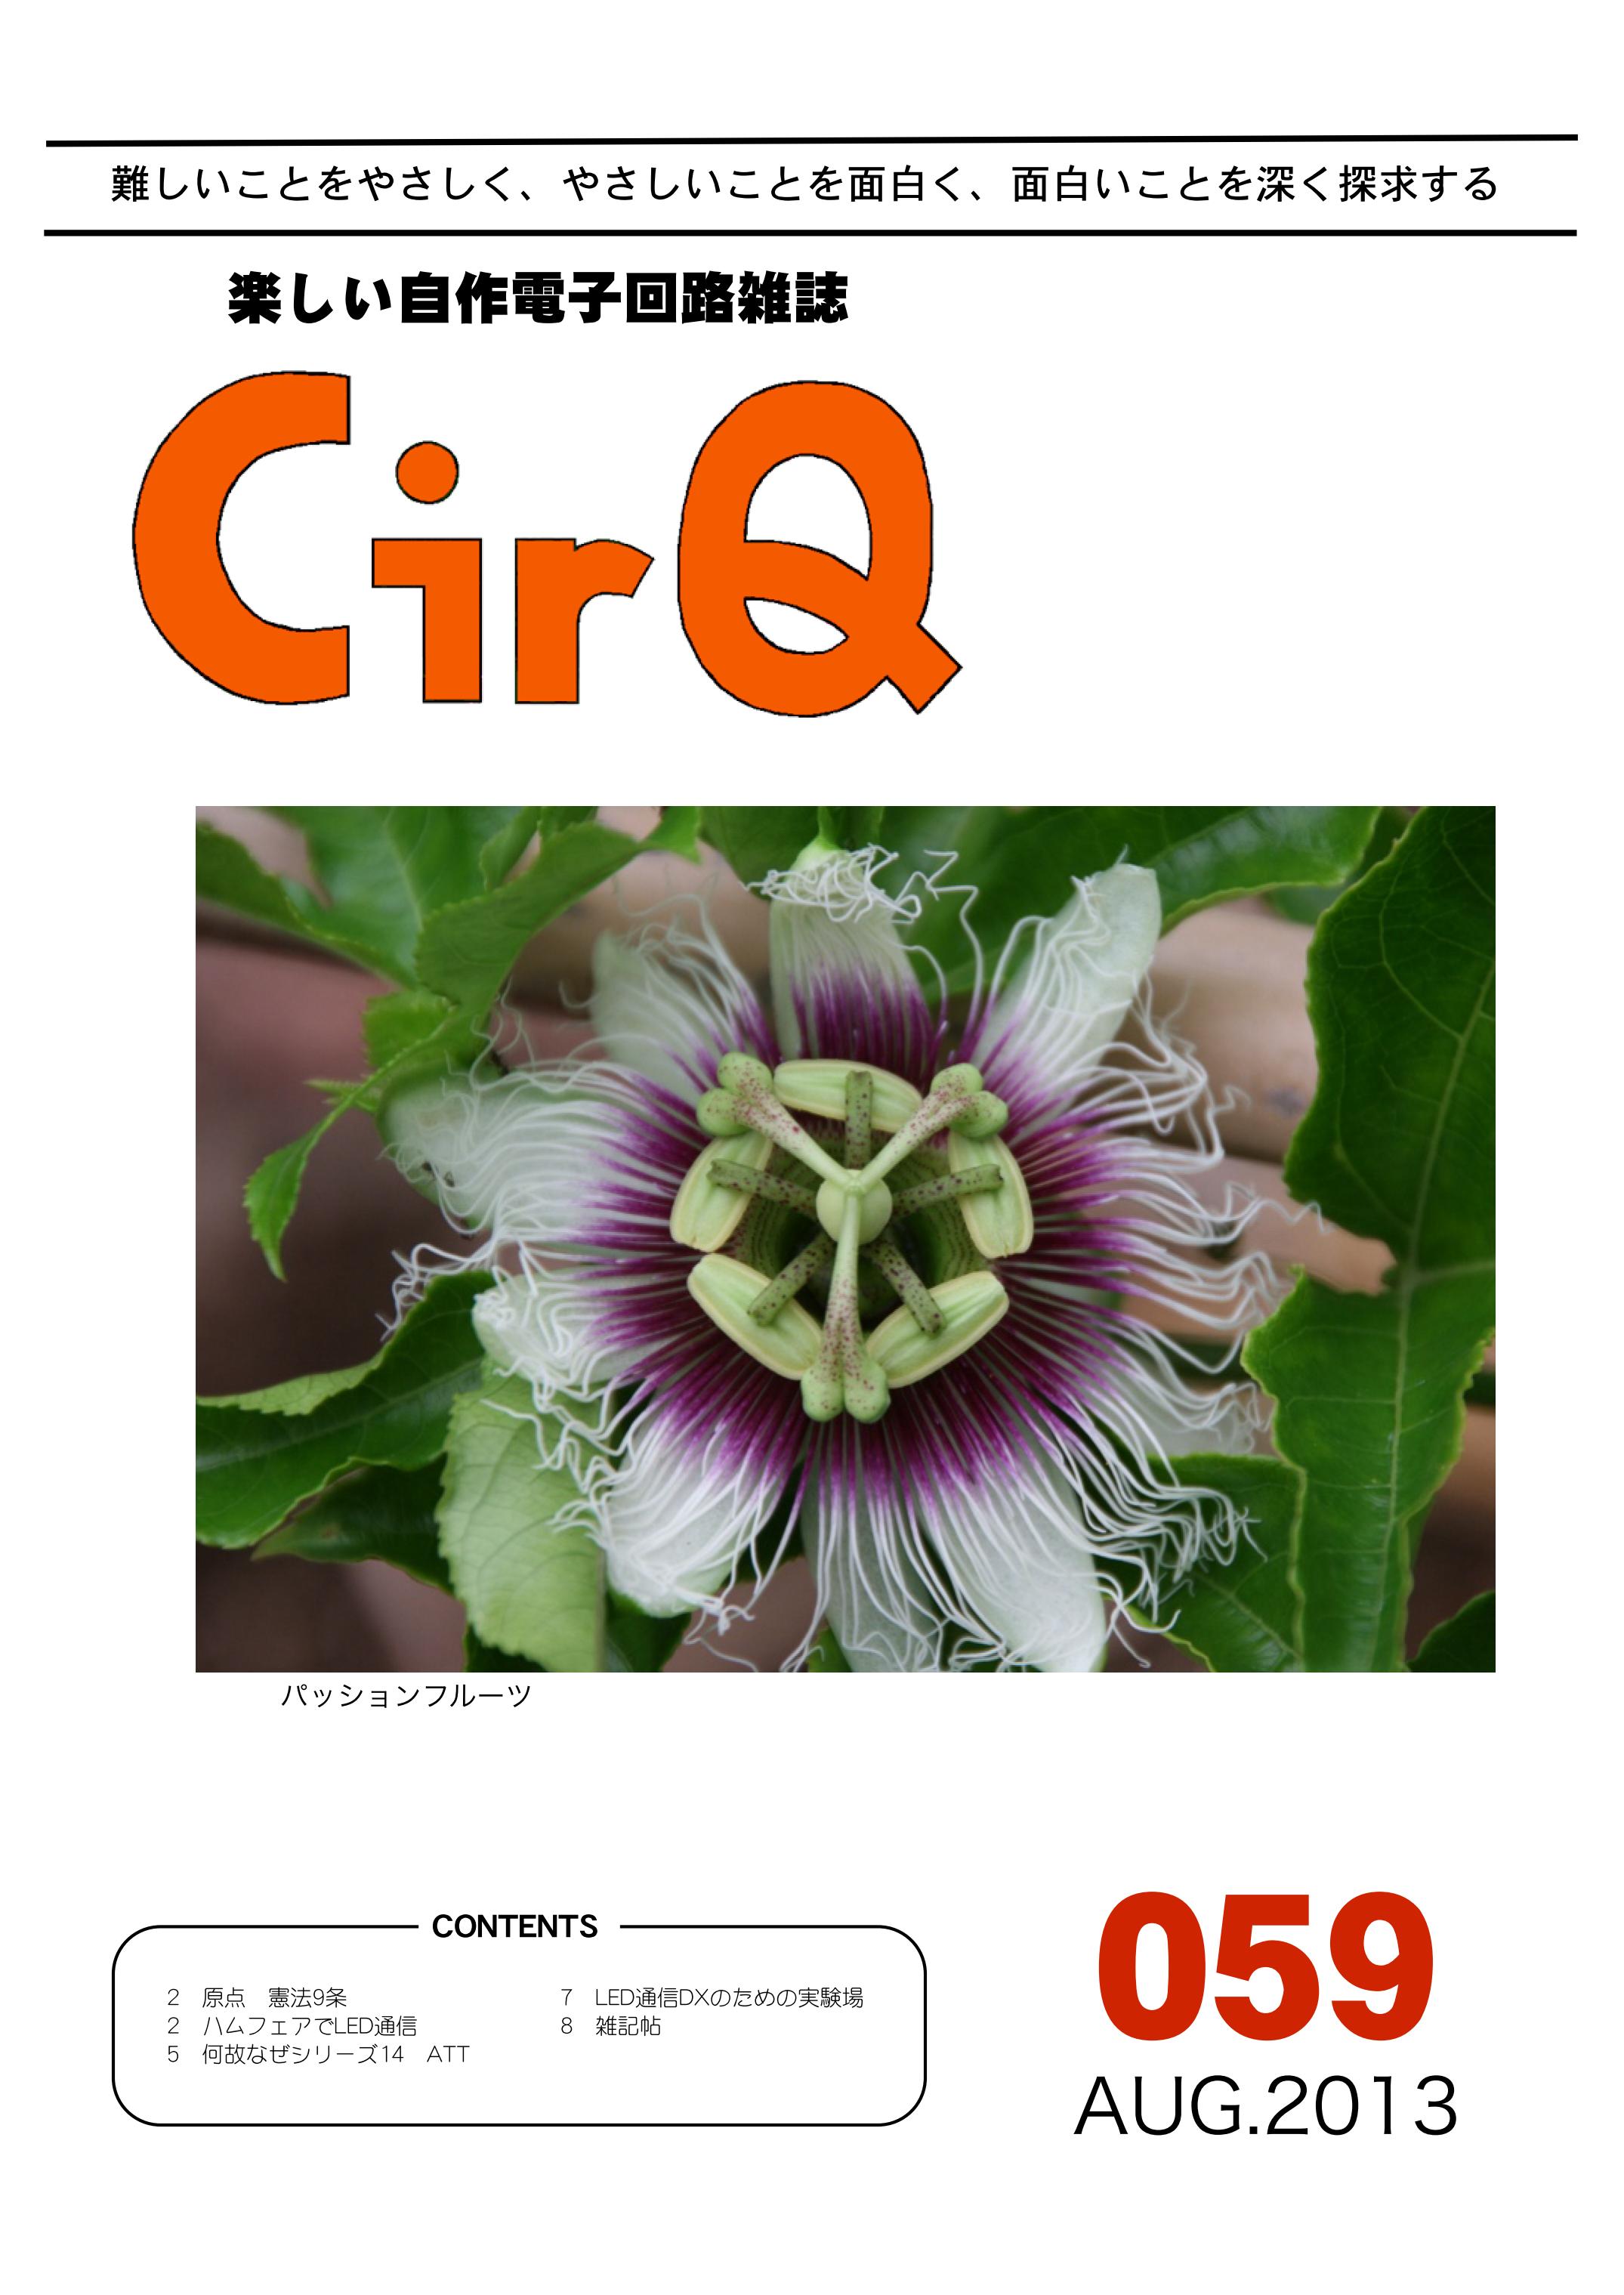 難しいことをやさしく、やさしいことを面白く、面白いことを深く探求する
楽しい自作電子回路雑誌
CirQ
パッションフルーツ
CONTENTS
2　原点　憲法9条
2　ハムフェアでLED通信
5　何故なぜシリーズ14　ATT
7　LED通信DXのための実験場
8　雑記帖
059
AUG.2013